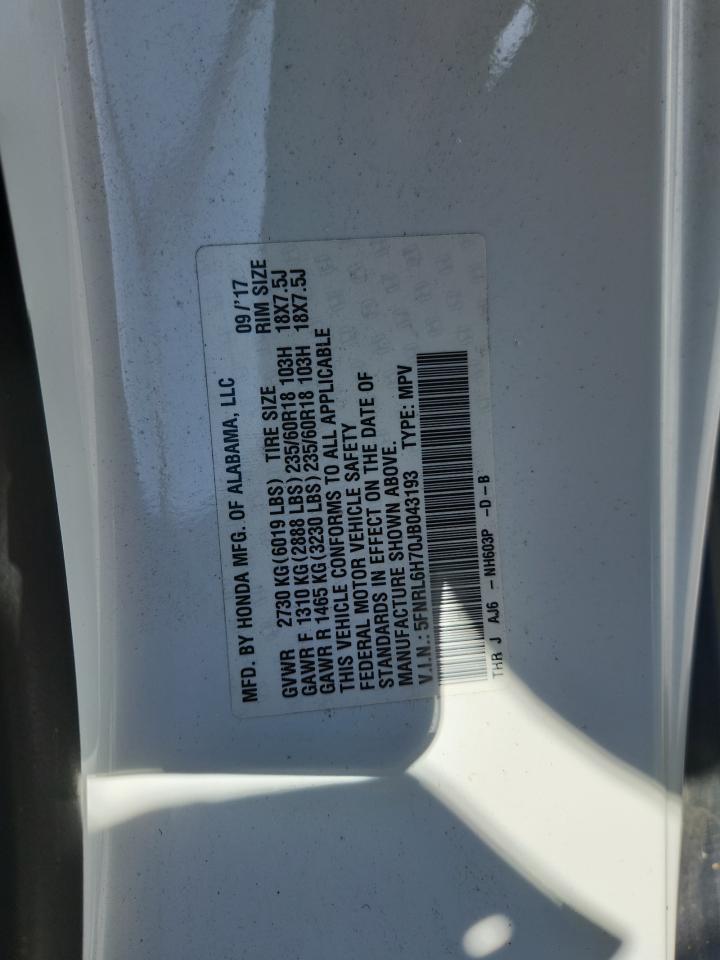 MFD. BY HONDA MFG. OF ALABAMA, LLC 09/'17
GVWR 2730 KG (6019 LBS) TIRE SIZE RIM SIZE
GAWR F 1310 KG (2888 LBS) 235/60R18 103H 18X7.5J
GAWR R 1465 KG (3230 LBS) 235/60R18 103H 18X7.5J
THIS VEHICLE CONFORMS TO ALL APPLICABLE
FEDERAL MOTOR VEHICLE SAFETY
STANDARDS IN EFFECT ON THE DATE OF
MANUFACTURE SHOWN ABOVE.
V.I.N.: 5FNRL6H70JB043193 TYPE: MPV
THR J AJ6 - NH603P -D-B